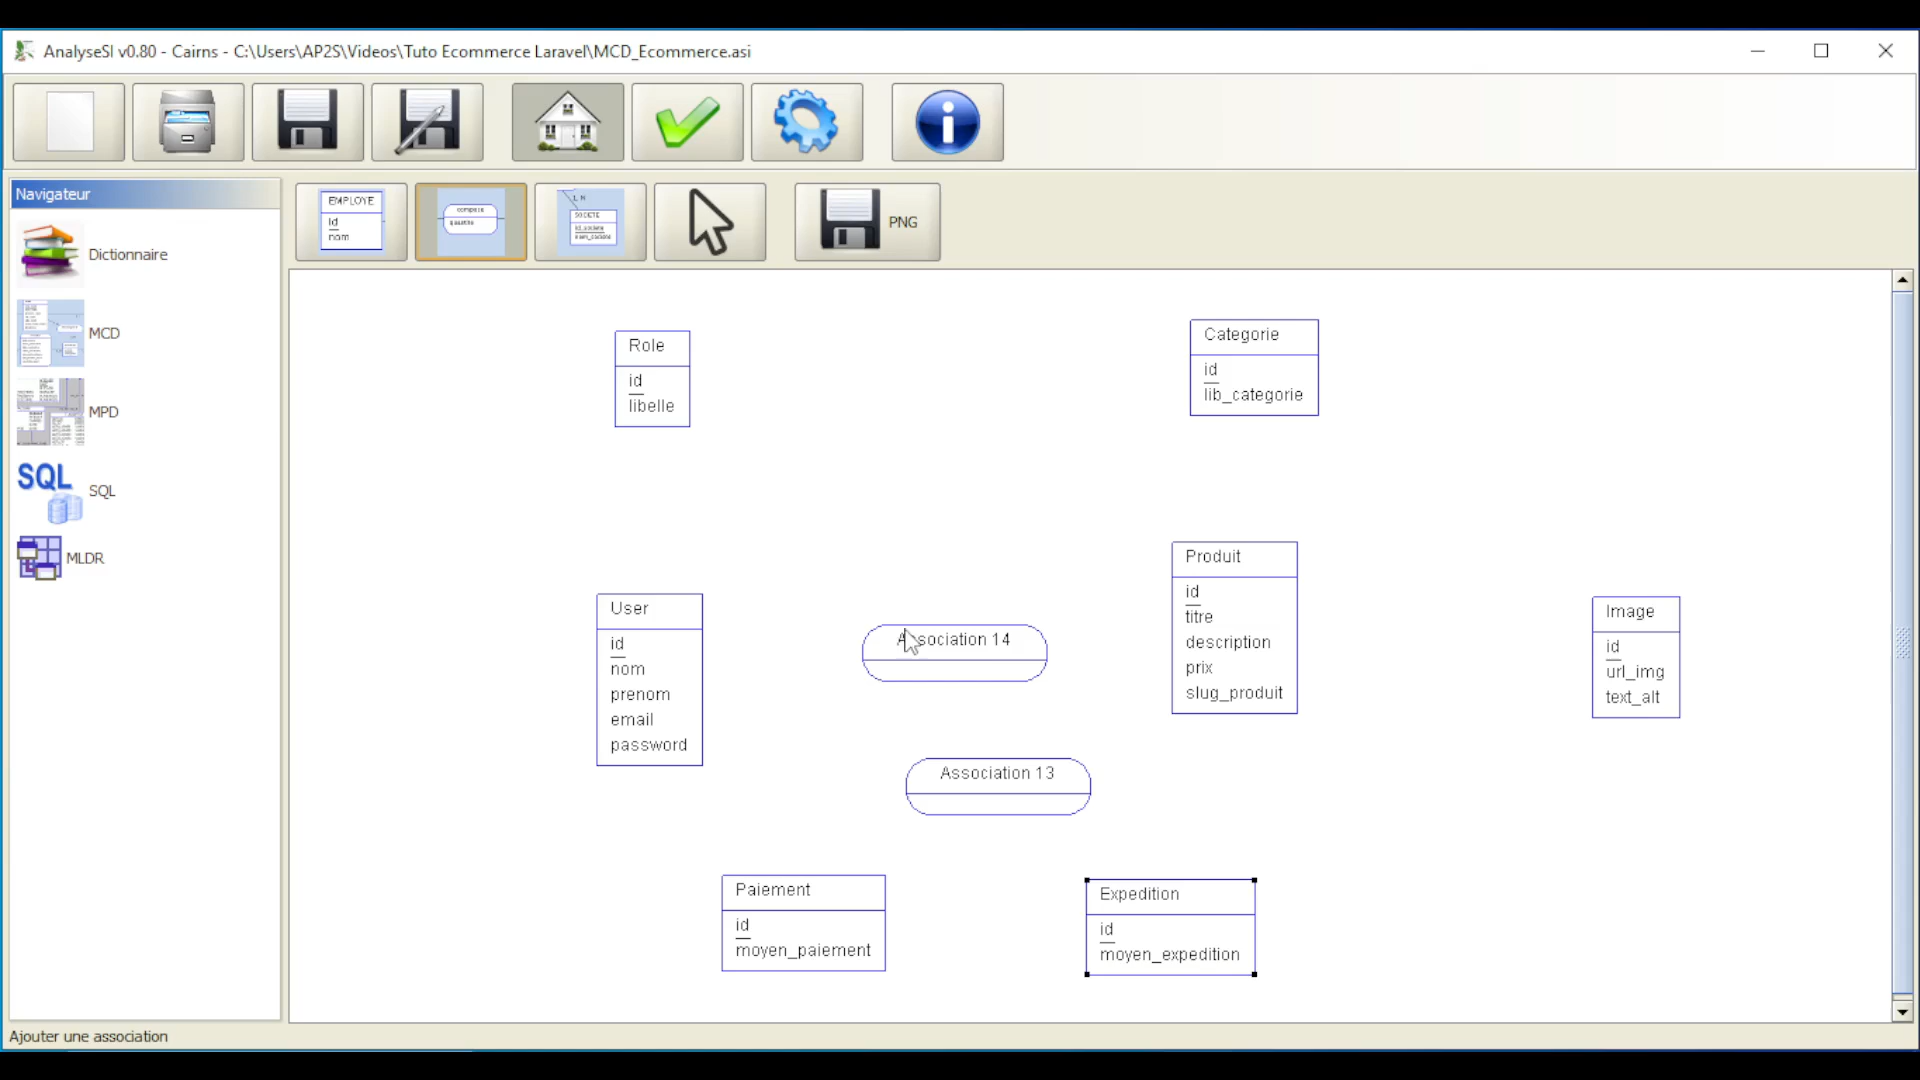 AnalyseSI v0.80 - Cairns - C:\Users\AP2S\Videos\Tuto Ecommerce Laravel\MCD_Ecommerce.asi
Navigateur
Dictionnaire
MCD
MPD
SQL
SQL
MLDR
EMPLOYE
id
nom
PNG
Role
id
libelle
Categorie
id
lib_categorie
User
id
nom
prenom
email
password
Association 14
Association 13
Produit
id
titre
description
prix
slug_produit
Image
id
url_img
text_alt
Paiement
id
moyen_paiement
Expedition
id
moyen_expedition
Ajouter une association